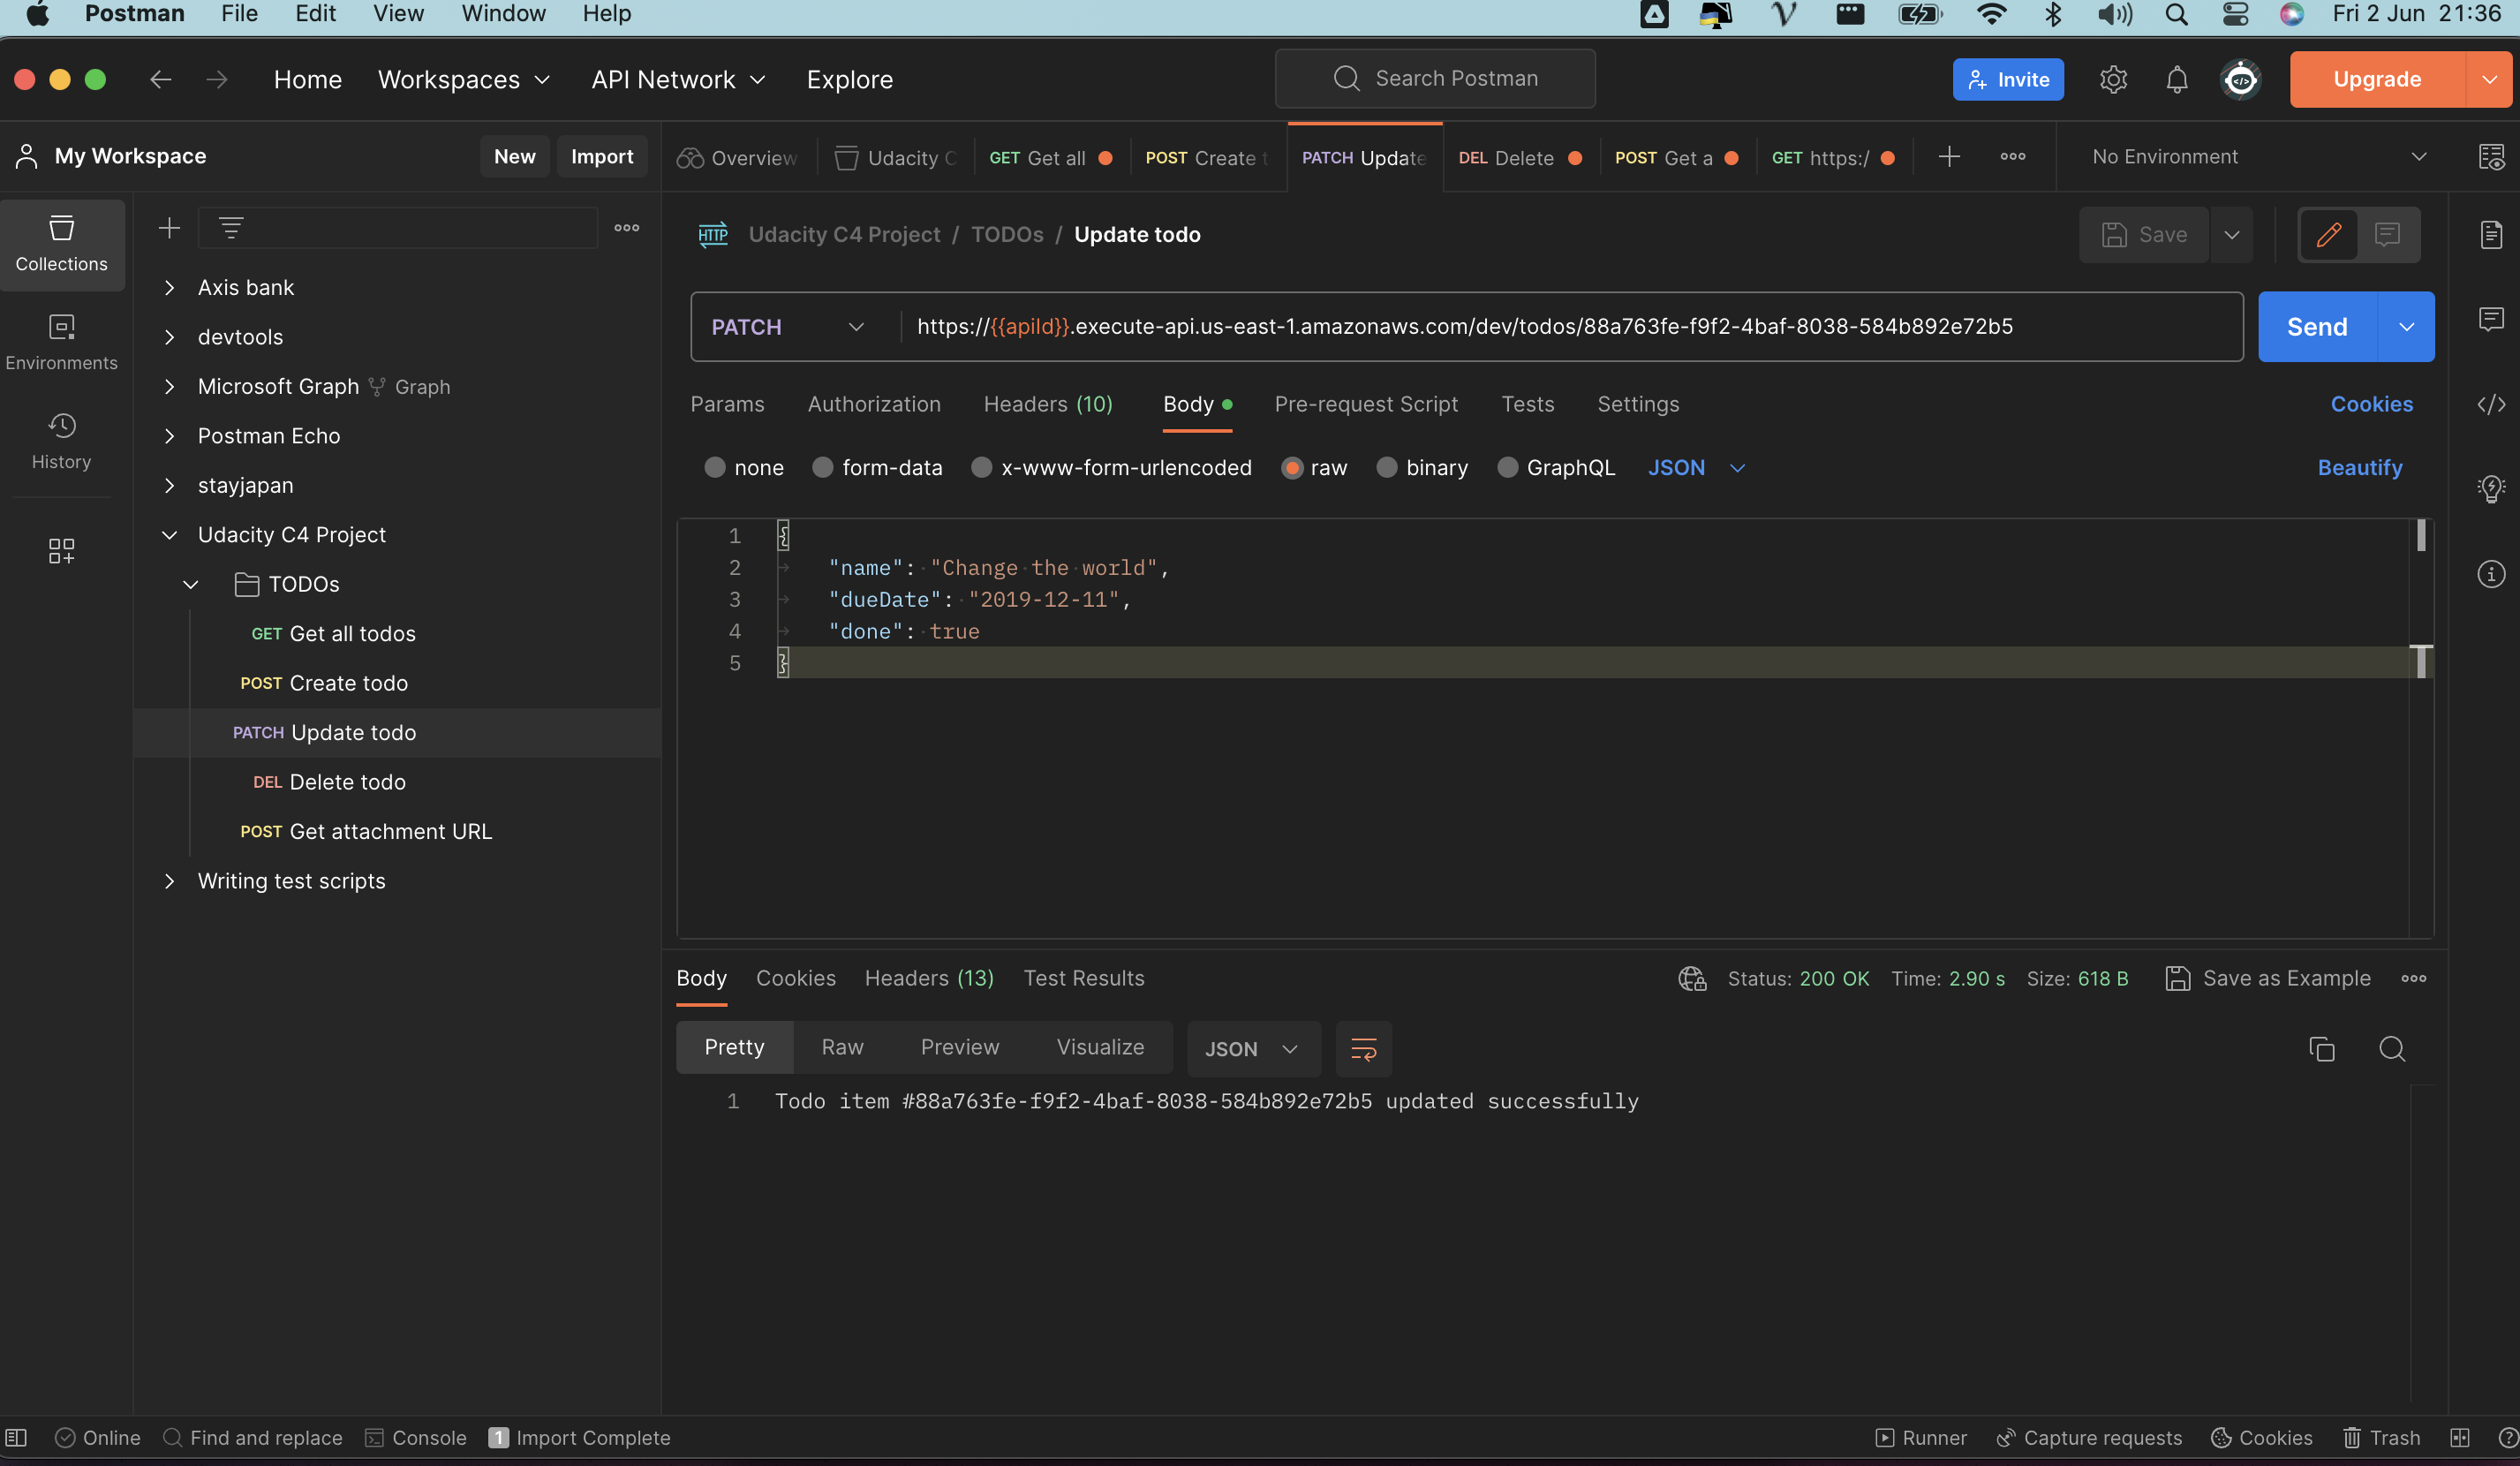 Postman File Edit View Window Help Fri 2 Jun 21:36
Home Workspaces API Network Explore Search Postman Invite Upgrade
My Workspace New Import Overview Udacity C GET Get all POST Create t PATCH Update DEL Delete POST Get a GET https:/ No Environment
Collections
Environments
History
Axis bank
devtools
Microsoft Graph Graph
Postman Echo
stayjapan
Udacity C4 Project
TODOs
GET Get all todos
POST Create todo
PATCH Update todo
DEL Delete todo
POST Get attachment URL
Writing test scripts
HTTP Udacity C4 Project / TODOs / Update todo Save
PATCH https://{{apiId}}.execute-api.us-east-1.amazonaws.com/dev/todos/88a763fe-f9f2-4baf-8038-584b892e72b5 Send
Params Authorization Headers (10) Body Pre-request Script Tests Settings Cookies
none form-data x-www-form-urlencoded raw binary GraphQL JSON Beautify
1 {
2 "name": "Change the world",
3 "dueDate": "2019-12-11",
4 "done": true
5 }
Body Cookies Headers (13) Test Results Status: 200 OK Time: 2.90 s Size: 618 B Save as Example
Pretty Raw Preview Visualize JSON
1 Todo item #88a763fe-f9f2-4baf-8038-584b892e72b5 updated successfully
Online Find and replace Console 1 Import Complete Runner Capture requests Cookies Trash